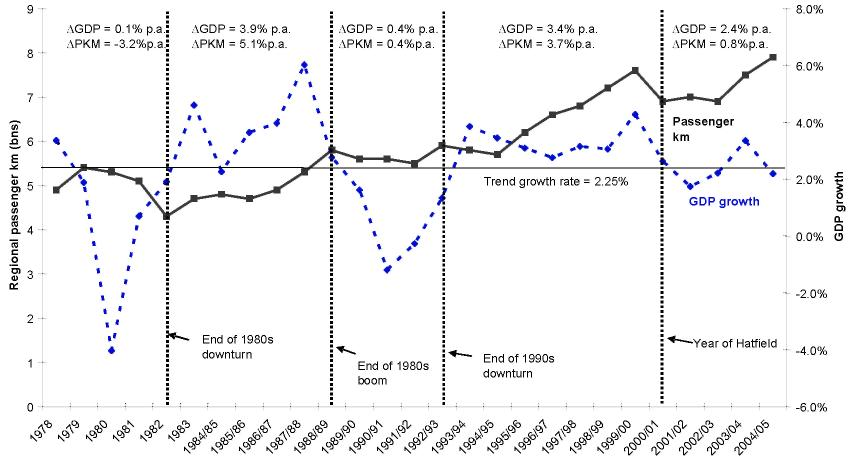 ΔGDP = 0.1% p.a.
ΔPKM = -3.2%p.a.
ΔGDP = 3.9% p.a.
ΔPKM = 5.1%p.a.
ΔGDP = 0.4% p.a.
ΔPKM = 0.4%p.a.
ΔGDP = 3.4% p.a.
ΔPKM = 3.7%p.a.
ΔGDP = 2.4% p.a.
ΔPKM = 0.8%p.a.
Regional passenger km (bns)
9
8
7
6
5
4
3
2
1
0
8.0%
6.0%
4.0%
2.0%
0.0%
-2.0%
-4.0%
-6.0%
GDP growth
Passenger
km
Trend growth rate = 2.25%
GDP growth
End of 1980s
downturn
End of 1980s
boom
End of 1990s
downturn
Year of Hatfield
1978
1979
1980
1981
1982
1983
1984/85
1985/86
1986/87
1987/88
1988/89
1989/90
1990/91
1991/92
1992/93
1993/94
1994/95
1995/96
1996/97
1997/98
1998/99
1999/00
2000/01
2001/02
2002/03
2003/04
2004/05